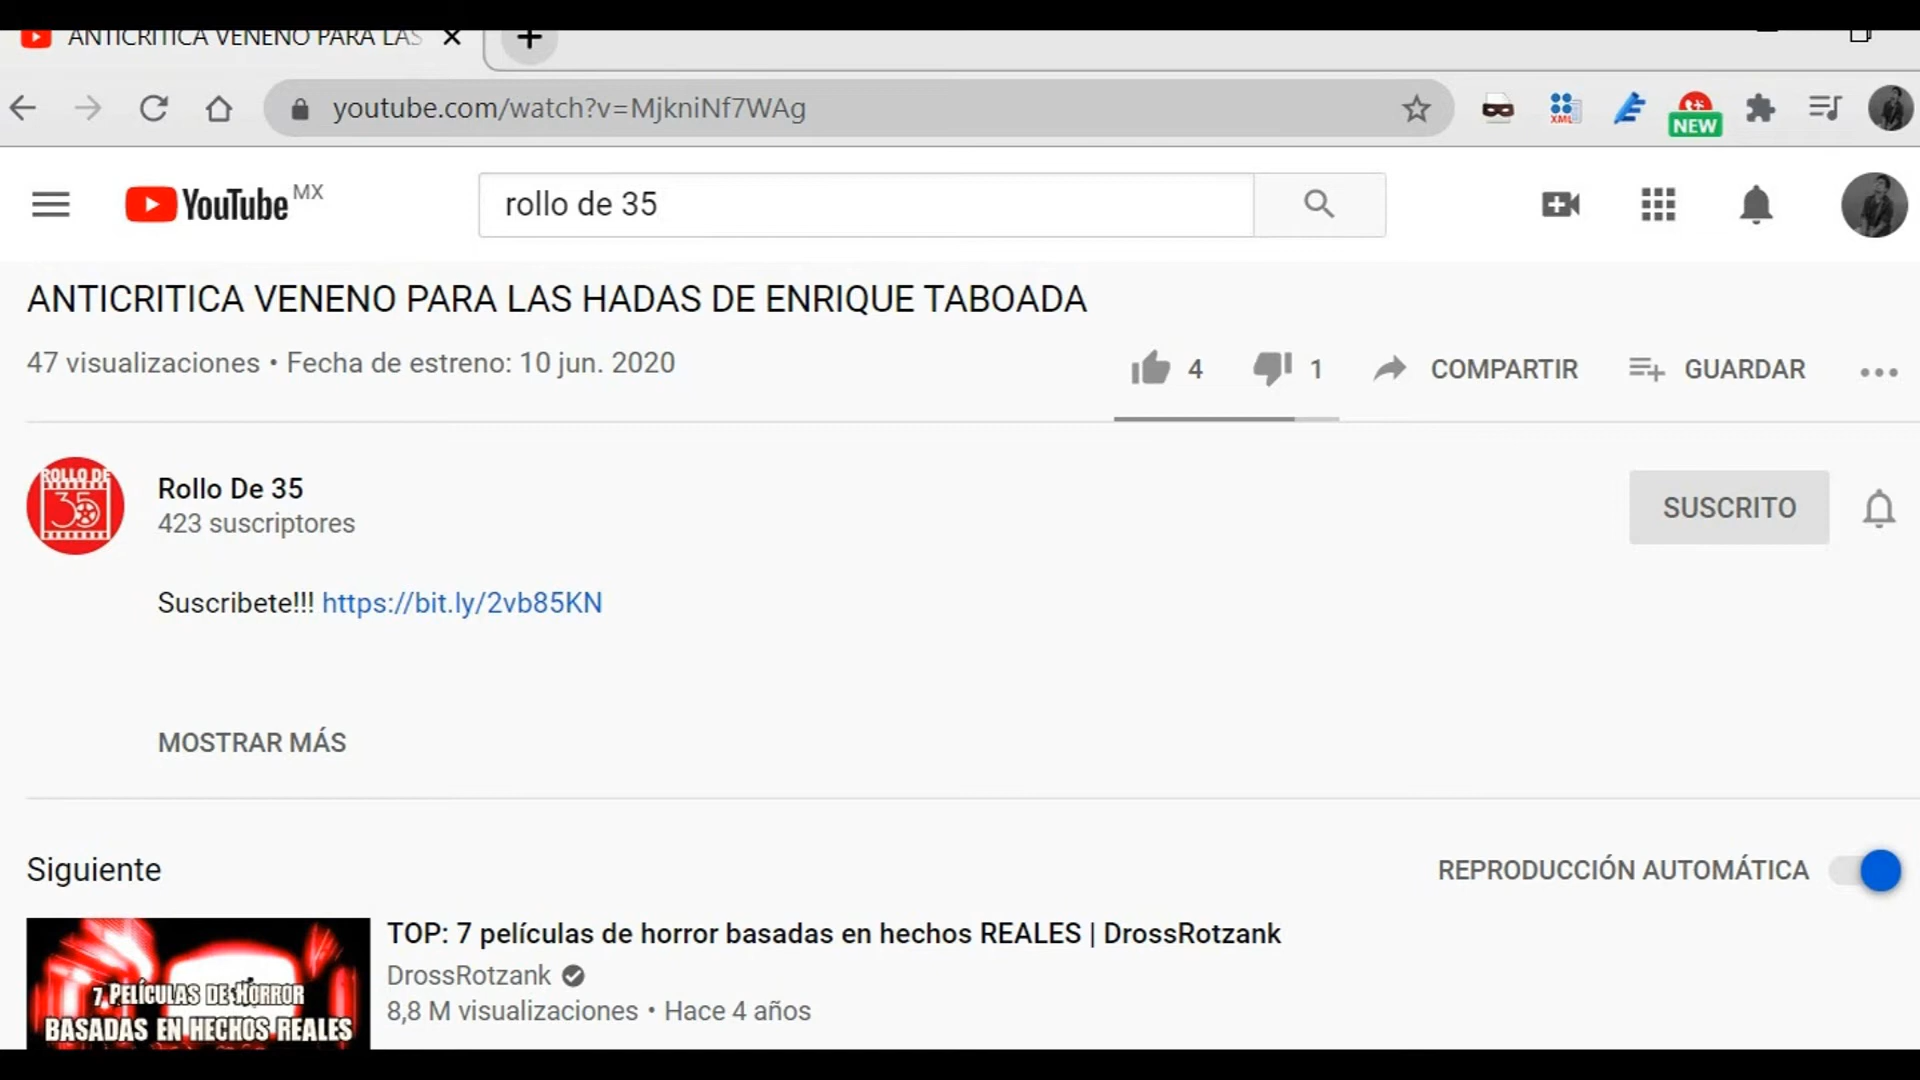 ANTICRITICA VENENO PARA LAS
youtube.com/watch?v=MjkniNf7WAg
XML
NEW
YouTube MX
rollo de 35
ANTICRITICA VENENO PARA LAS HADAS DE ENRIQUE TABOADA
47 visualizaciones • Fecha de estreno: 10 jun. 2020
4
1
COMPARTIR
GUARDAR
ROLLO DE
35
Rollo De 35
423 suscriptores
SUSCRITO
Suscribete!!! https://bit.ly/2vb85KN
MOSTRAR MÁS
Siguiente
REPRODUCCIÓN AUTOMÁTICA
7 PELÍCULAS DE HORROR
BASADAS EN HECHOS REALES
TOP: 7 películas de horror basadas en hechos REALES | DrossRotzank
DrossRotzank
8,8 M visualizaciones • Hace 4 años